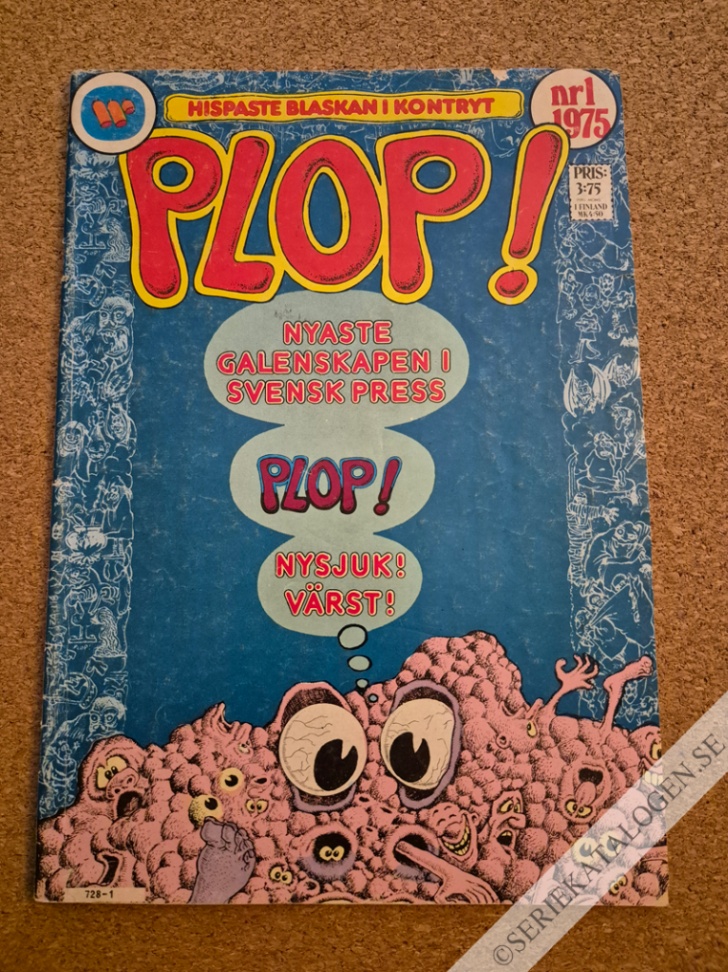 HISPASTE BLASKAN I KONTRYT
nr1
1975
PLOP!
PRIS:
3:75
I FINLAND
NYASTE
GALENSKAPEN I
SVENSK PRESS
PLOP!
NYSJUK!
VÄRST!
728-1
©SERIEKATALOGEN.SE